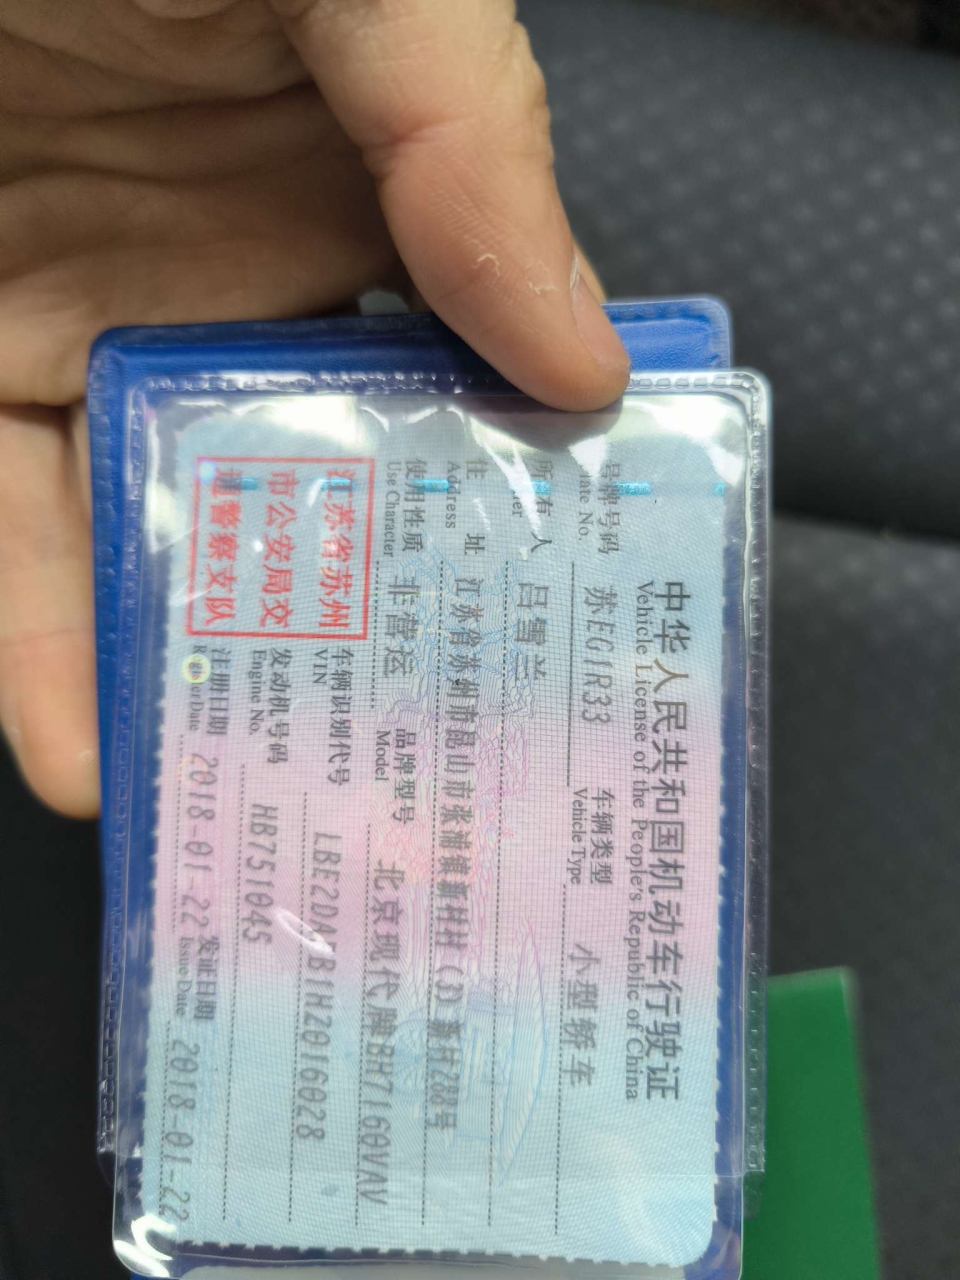 中华人民共和国机动车行驶证
Vehicle License of the People's Republic of China
号牌号码 苏EG1R33 车辆类型 小型轿车
Plate No. Vehicle Type
所有人 吕雪兰
住址 江苏省苏州市昆山市张浦镇新村村(3)新村288号
Address
使用性质 非营运 品牌型号 北京现代牌BH7160VAV
Use Character Model
江苏省苏州
市公安局交
通警察支队
车辆识别代号
VIN
发动机号码 HB751045
Engine No.
注册日期 2018-01-22 发证日期 2018-01-22
Register Date Issue Date